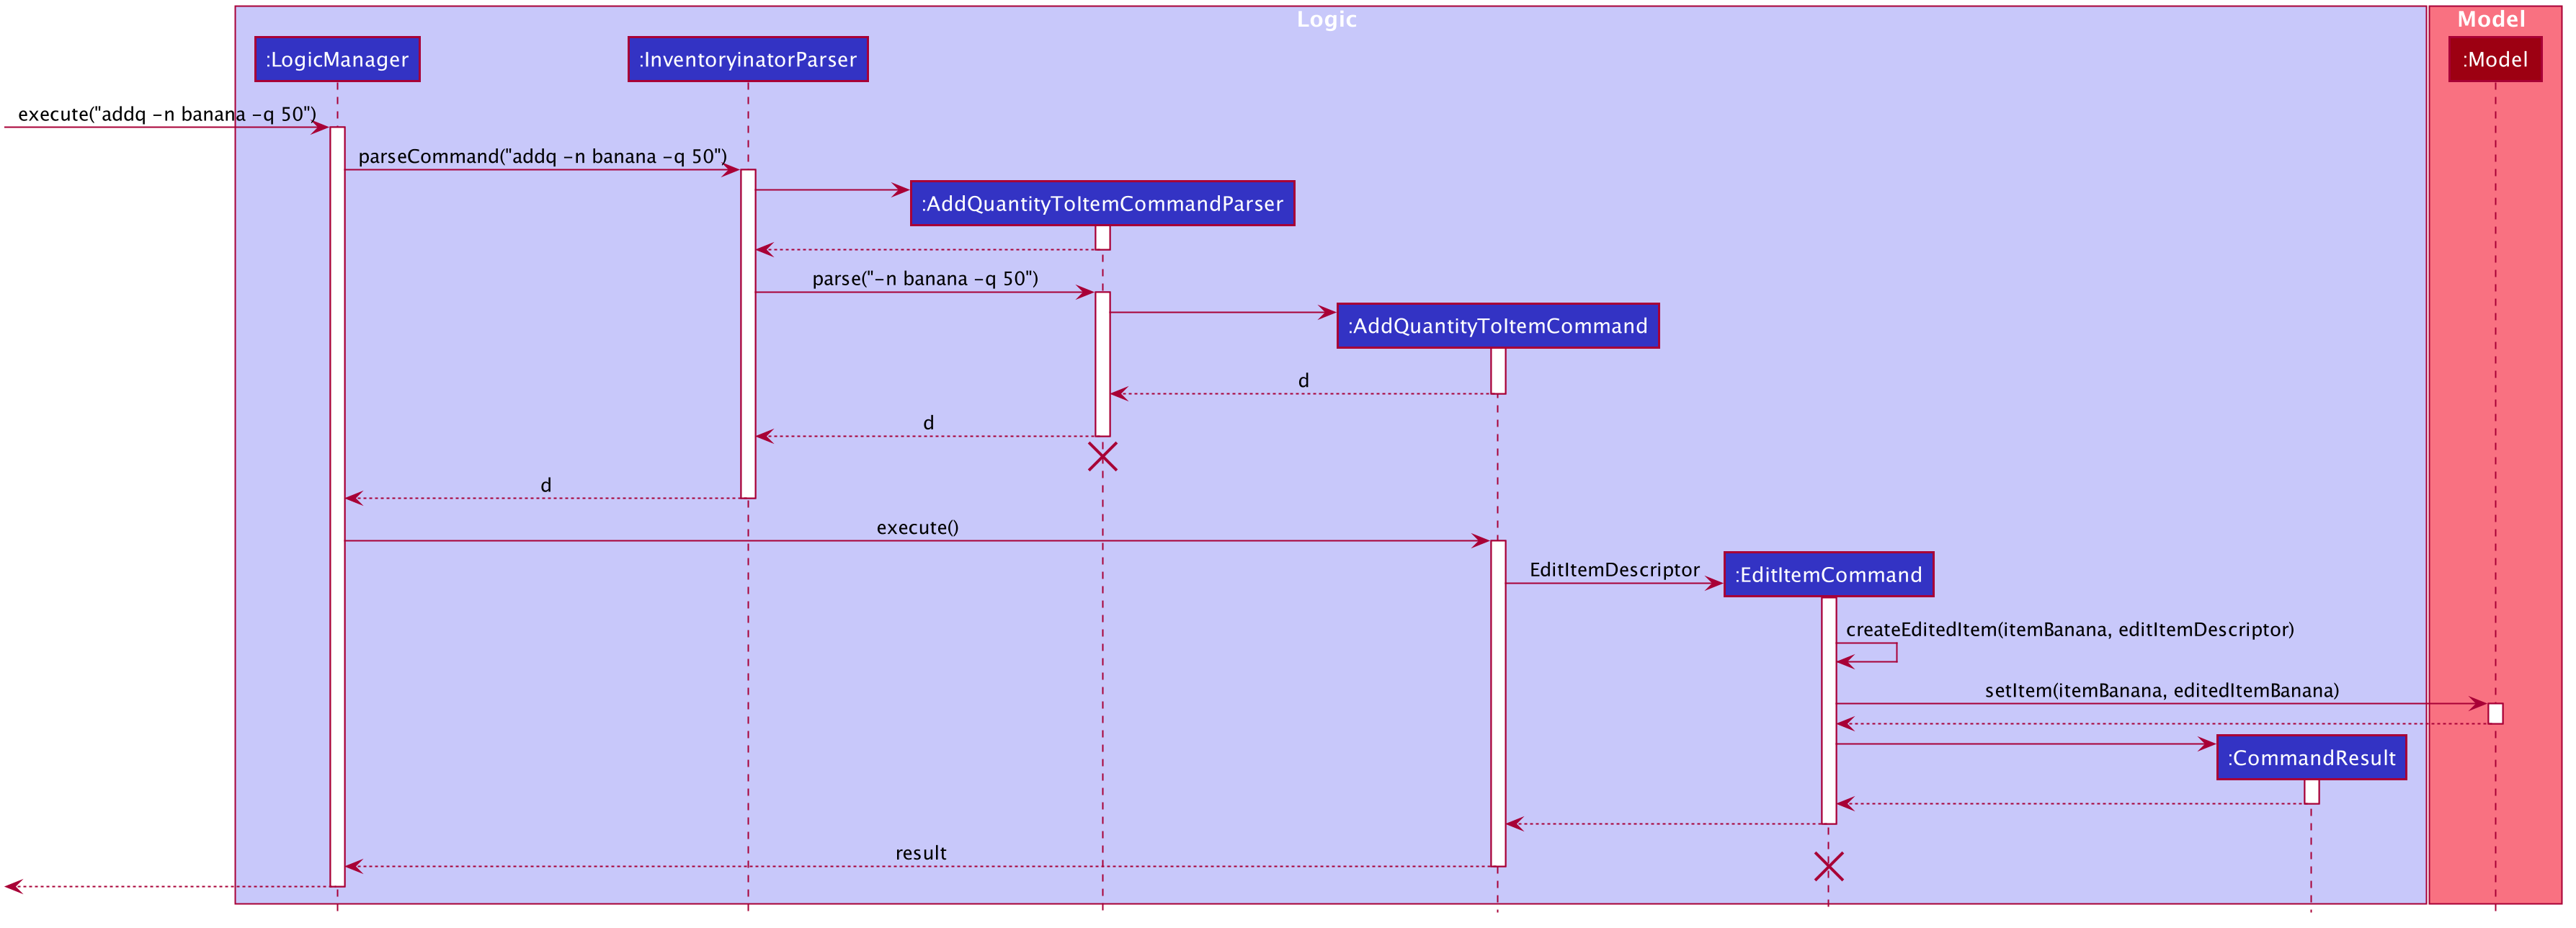 Logic
Model
:LogicManager
:InventoryinatorParser
:Model
execute("addq -n banana -q 50")
parseCommand("addq -n banana -q 50")
:AddQuantityToItemCommandParser
parse("-n banana -q 50")
:AddQuantityToItemCommand
d
d
d
execute()
EditItemDescriptor
:EditItemCommand
createEditedItem(itemBanana, editItemDescriptor)
setItem(itemBanana, editedItemBanana)
:CommandResult
result